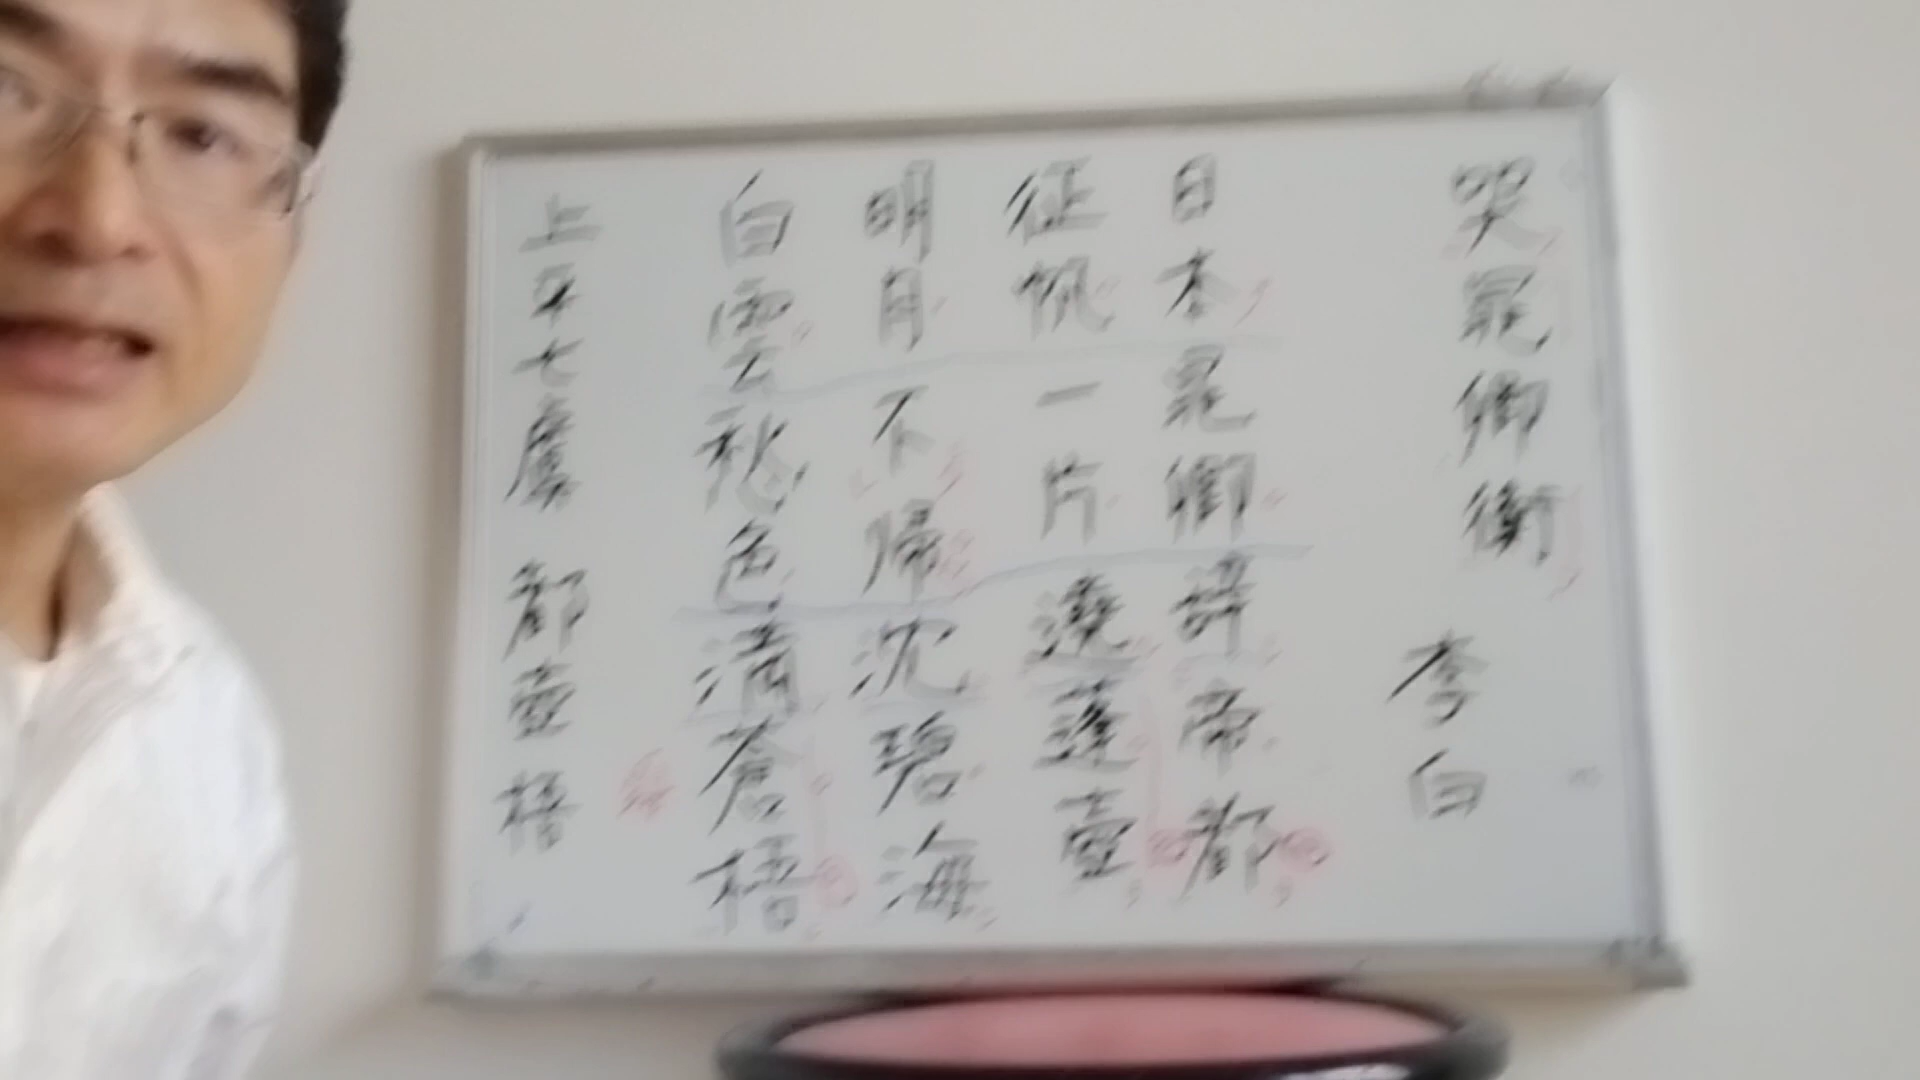 哭晁卿衡 李白
日本晁卿辞帝都
征帆一片遶蓬壺
明月不帰沈碧海
白雲秋色満蒼梧
上平七虞 都壺梧